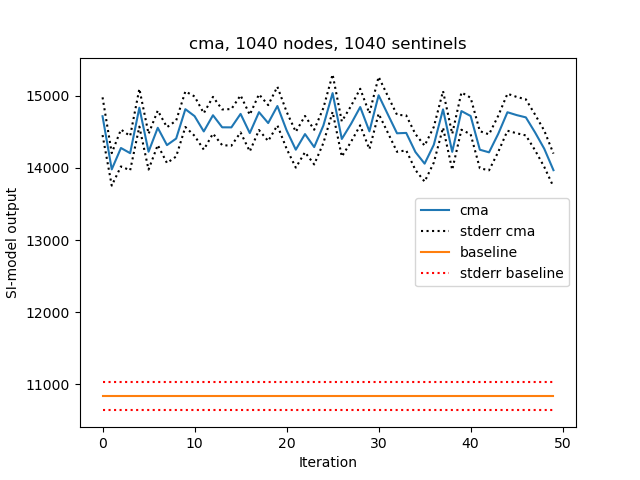 cma, 1040 nodes, 1040 sentinels
SI-model output
15000
14000
13000
12000
11000
cma
stderr cma
baseline
stderr baseline
0 10 20 30 40 50
Iteration